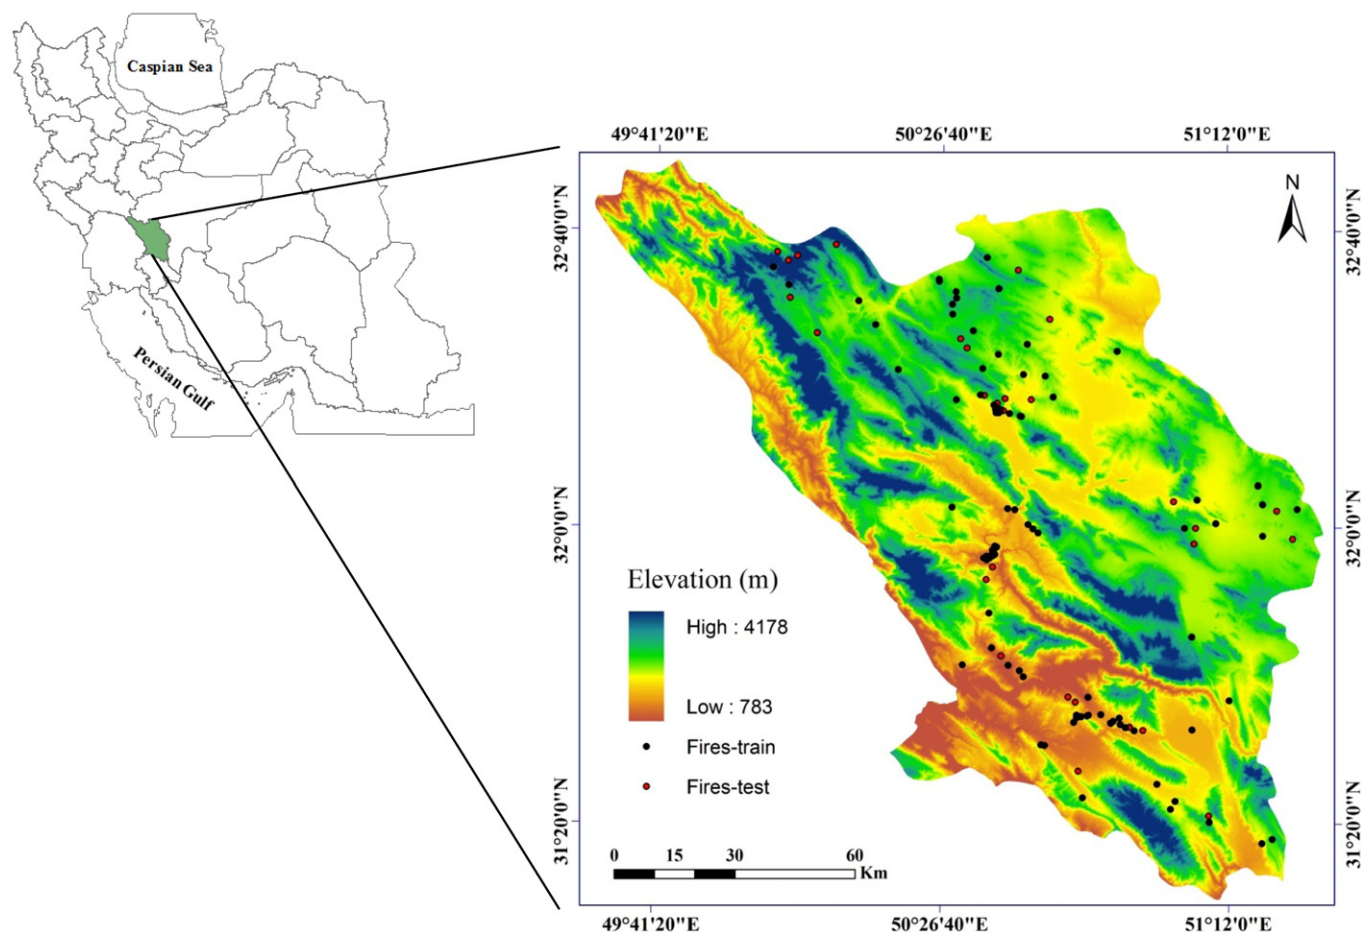 Caspian Sea
Persian Gulf
49°41'20"E
50°26'40"E
51°12'0"E
N
32°40'0"N
32°40'0"N
32°0'0"N
32°0'0"N
31°20'0"N
31°20'0"N
Elevation (m)
High : 4178
Low : 783
Fires-train
Fires-test
0 15 30 60
Km
49°41'20"E
50°26'40"E
51°12'0"E